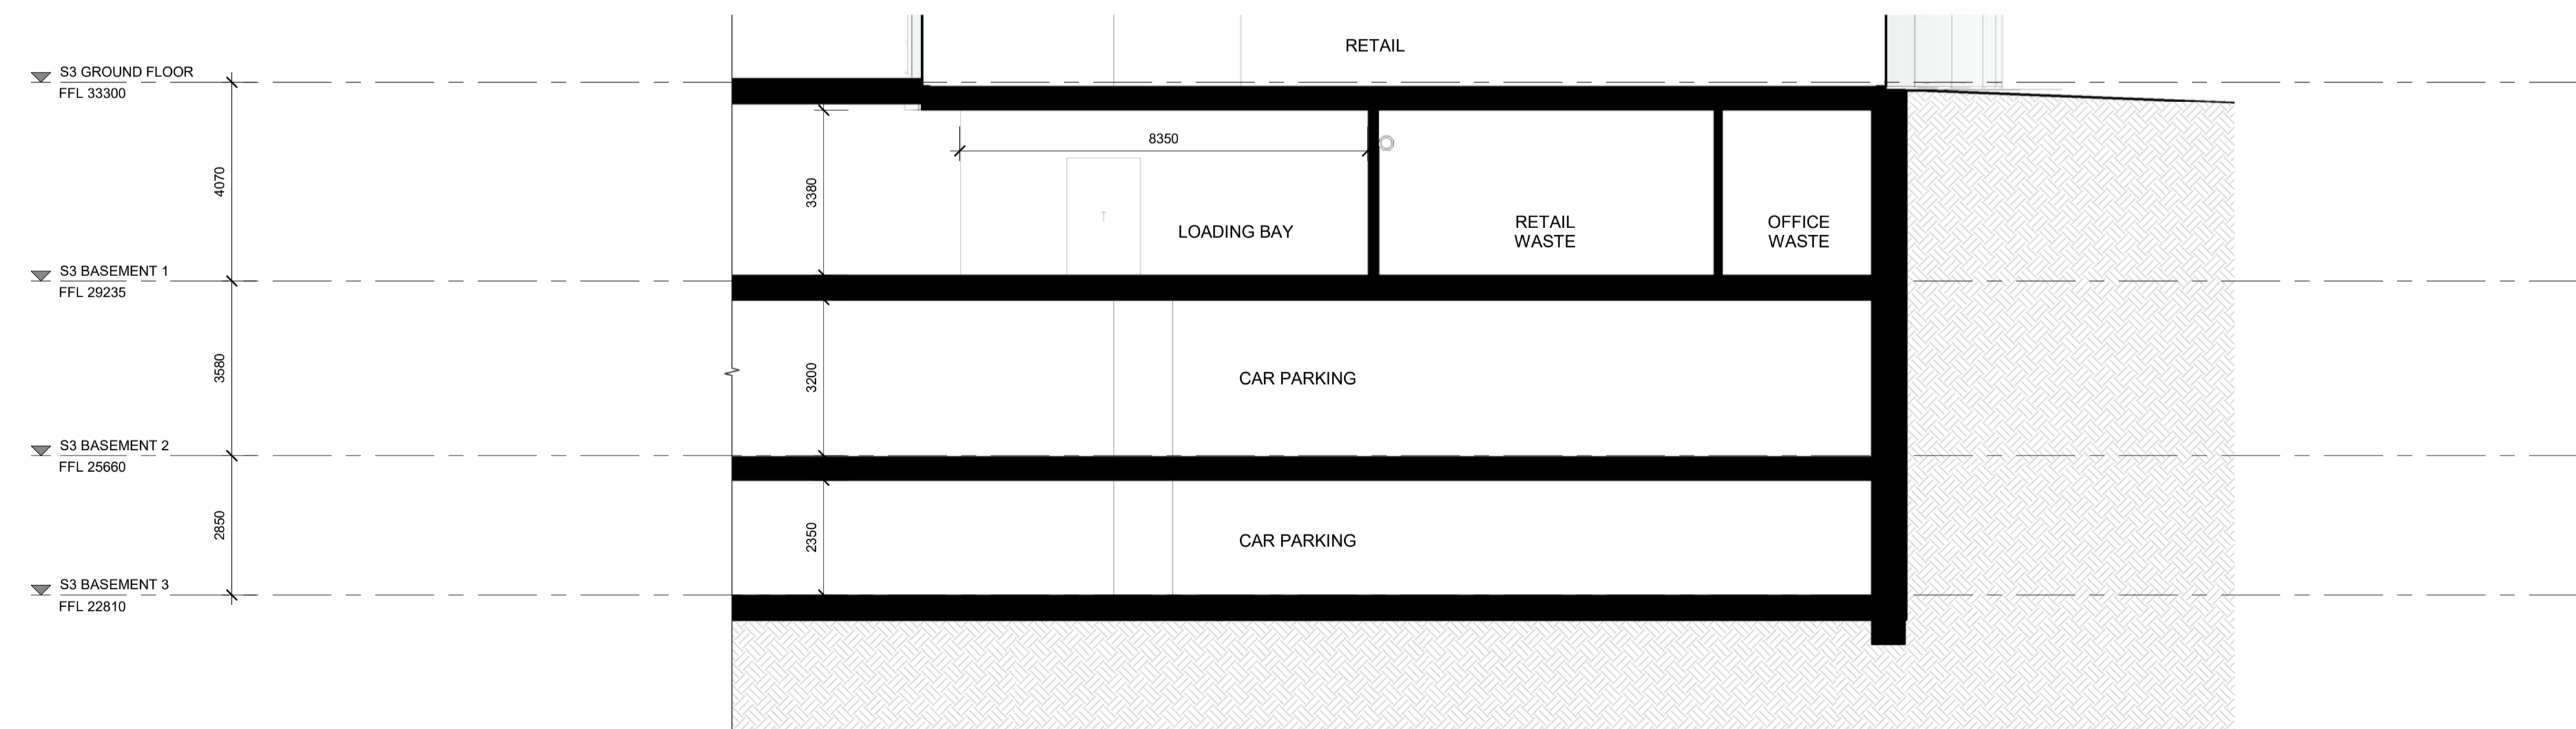 RETAIL
S3 GROUND FLOOR
FFL 33300
8350
4070
3380
LOADING BAY
RETAIL
WASTE
OFFICE
WASTE
S3 BASEMENT 1
FFL 29235
3580
3200
CAR PARKING
S3 BASEMENT 2
FFL 25660
2850
2350
CAR PARKING
S3 BASEMENT 3
FFL 22810